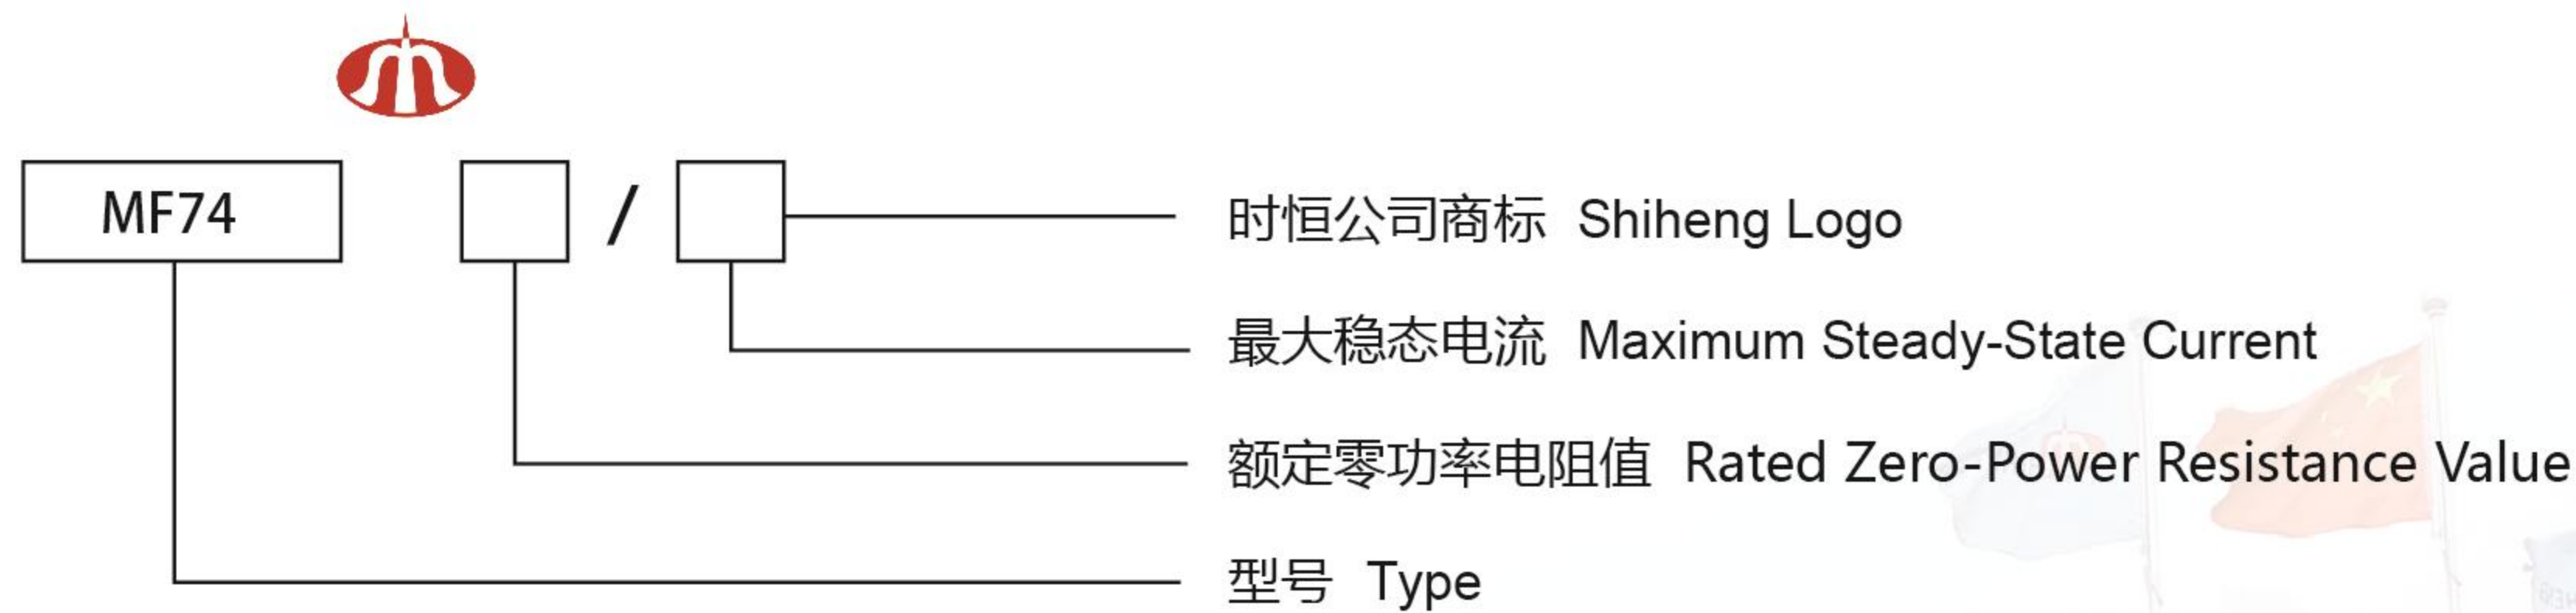 MF74 /
时恒公司商标 Shiheng Logo
最大稳态电流 Maximum Steady-State Current
额定零功率电阻值 Rated Zero-Power Resistance Value
型号 Type